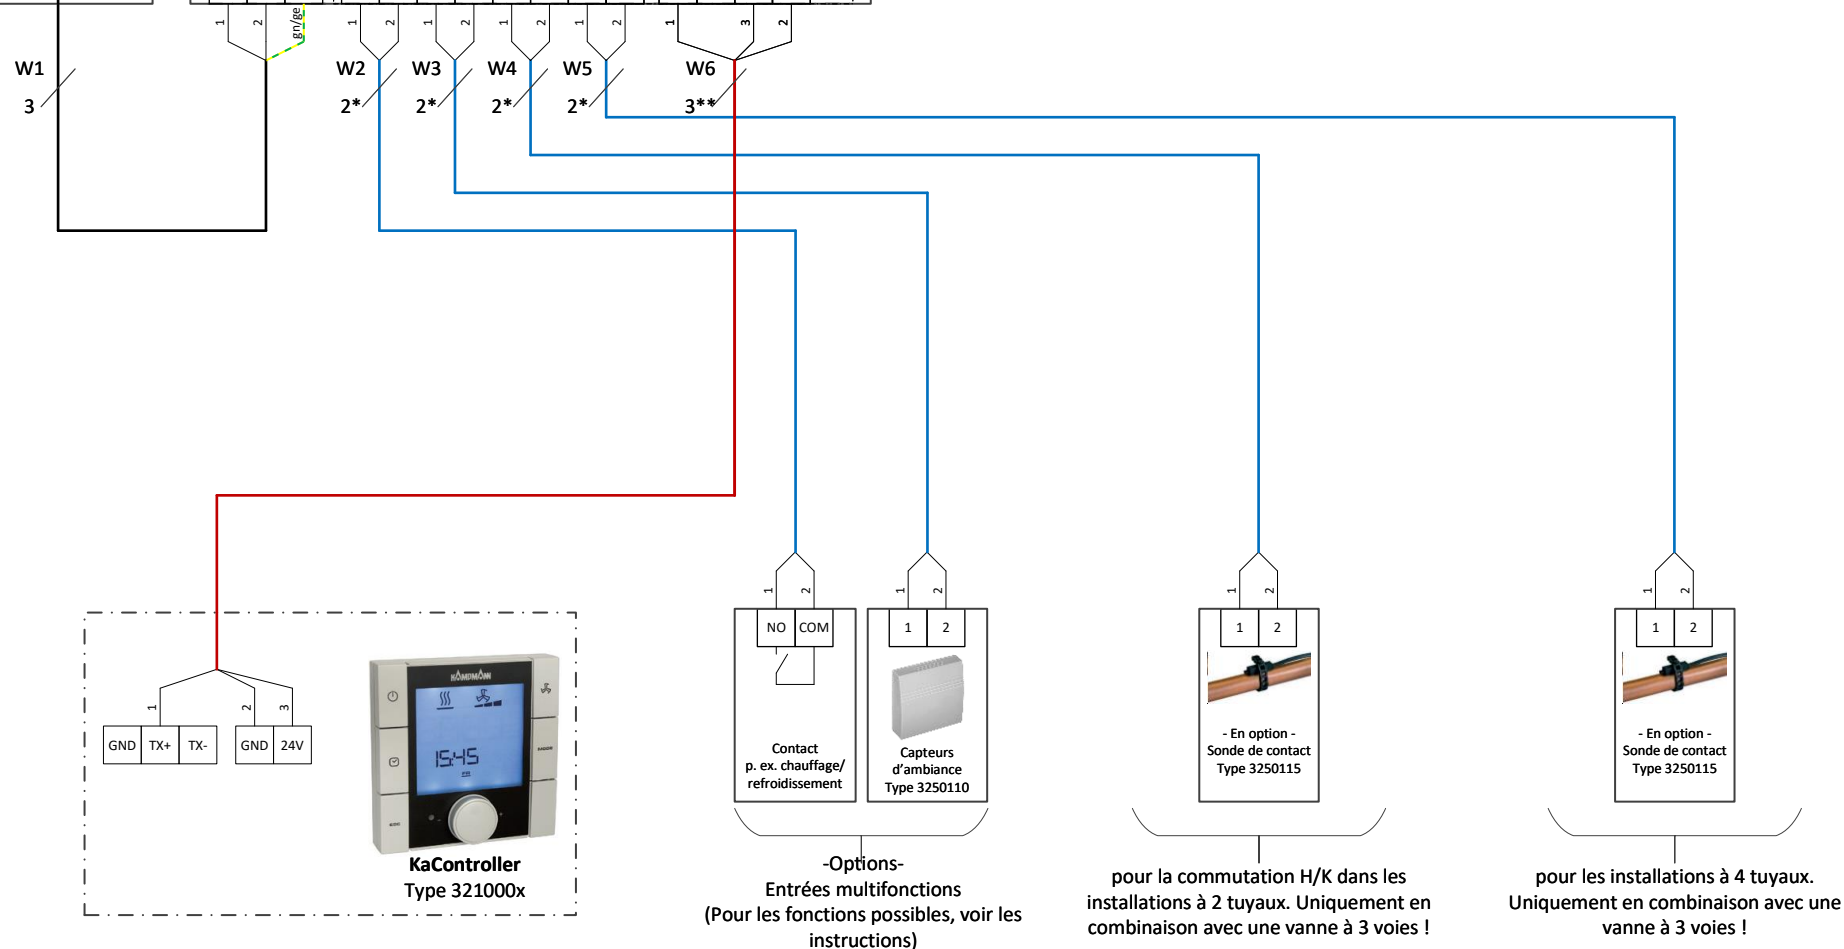 1 2 gn/ge 1 2 1 2 1 2 1 2 1 3 2
W1 W2 W3 W4 W5 W6
3 2* 2* 2* 2* 3**
1 2 1 2 1 2 1 2
NO COM 1 2 1 2 1 2
1 2 3
GND TX+ TX- GND 24V
KAMPMANN
15:45
FR
KaController
Type 321000x
Contact
p. ex. chauffage/
refroidissement
Capteurs
d’ambiance
Type 3250110
- En option -
Sonde de contact
Type 3250115
- En option -
Sonde de contact
Type 3250115
-Options-
Entrées multifonctions
(Pour les fonctions possibles, voir les
instructions)
pour la commutation H/K dans les
installations à 2 tuyaux. Uniquement en
combinaison avec une vanne à 3 voies !
pour les installations à 4 tuyaux.
Uniquement en combinaison avec une
vanne à 3 voies !